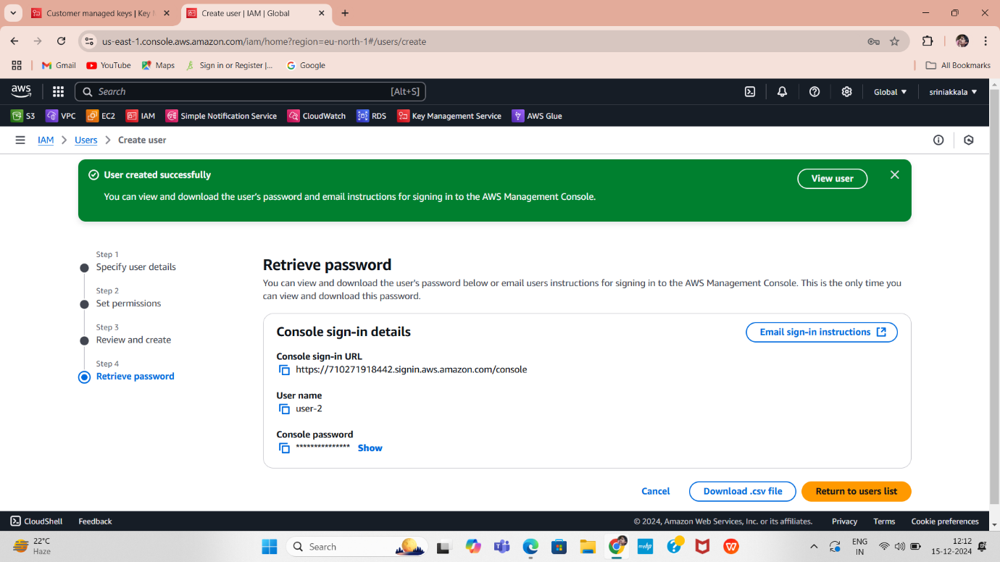 Customer managed keys | Key
Create user | IAM | Global
us-east-1.console.aws.amazon.com/iam/home?region=eu-north-1#/users/create
Gmail
YouTube
Maps
Sign in or Register |...
Google
All Bookmarks
aws
Search
[Alt+S]
Global
sriniakkala
S3
VPC
EC2
IAM
Simple Notification Service
CloudWatch
RDS
Key Management Service
AWS Glue
IAM
Users
Create user
User created successfully
You can view and download the user's password and email instructions for signing in to the AWS Management Console.
View user
Step 1
Specify user details
Step 2
Set permissions
Step 3
Review and create
Step 4
Retrieve password
Retrieve password
You can view and download the user's password below or email users instructions for signing in to the AWS Management Console. This is the only time you
can view and download this password.
Console sign-in details
Email sign-in instructions
Console sign-in URL
https://710271918442.signin.aws.amazon.com/console
User name
user-2
Console password
*************** Show
Cancel
Download .csv file
Return to users list
CloudShell
Feedback
© 2024, Amazon Web Services, Inc. or its affiliates.
Privacy
Terms
Cookie preferences
22°C
Haze
Search
myhp
ENG
IN
12:12
15-12-2024